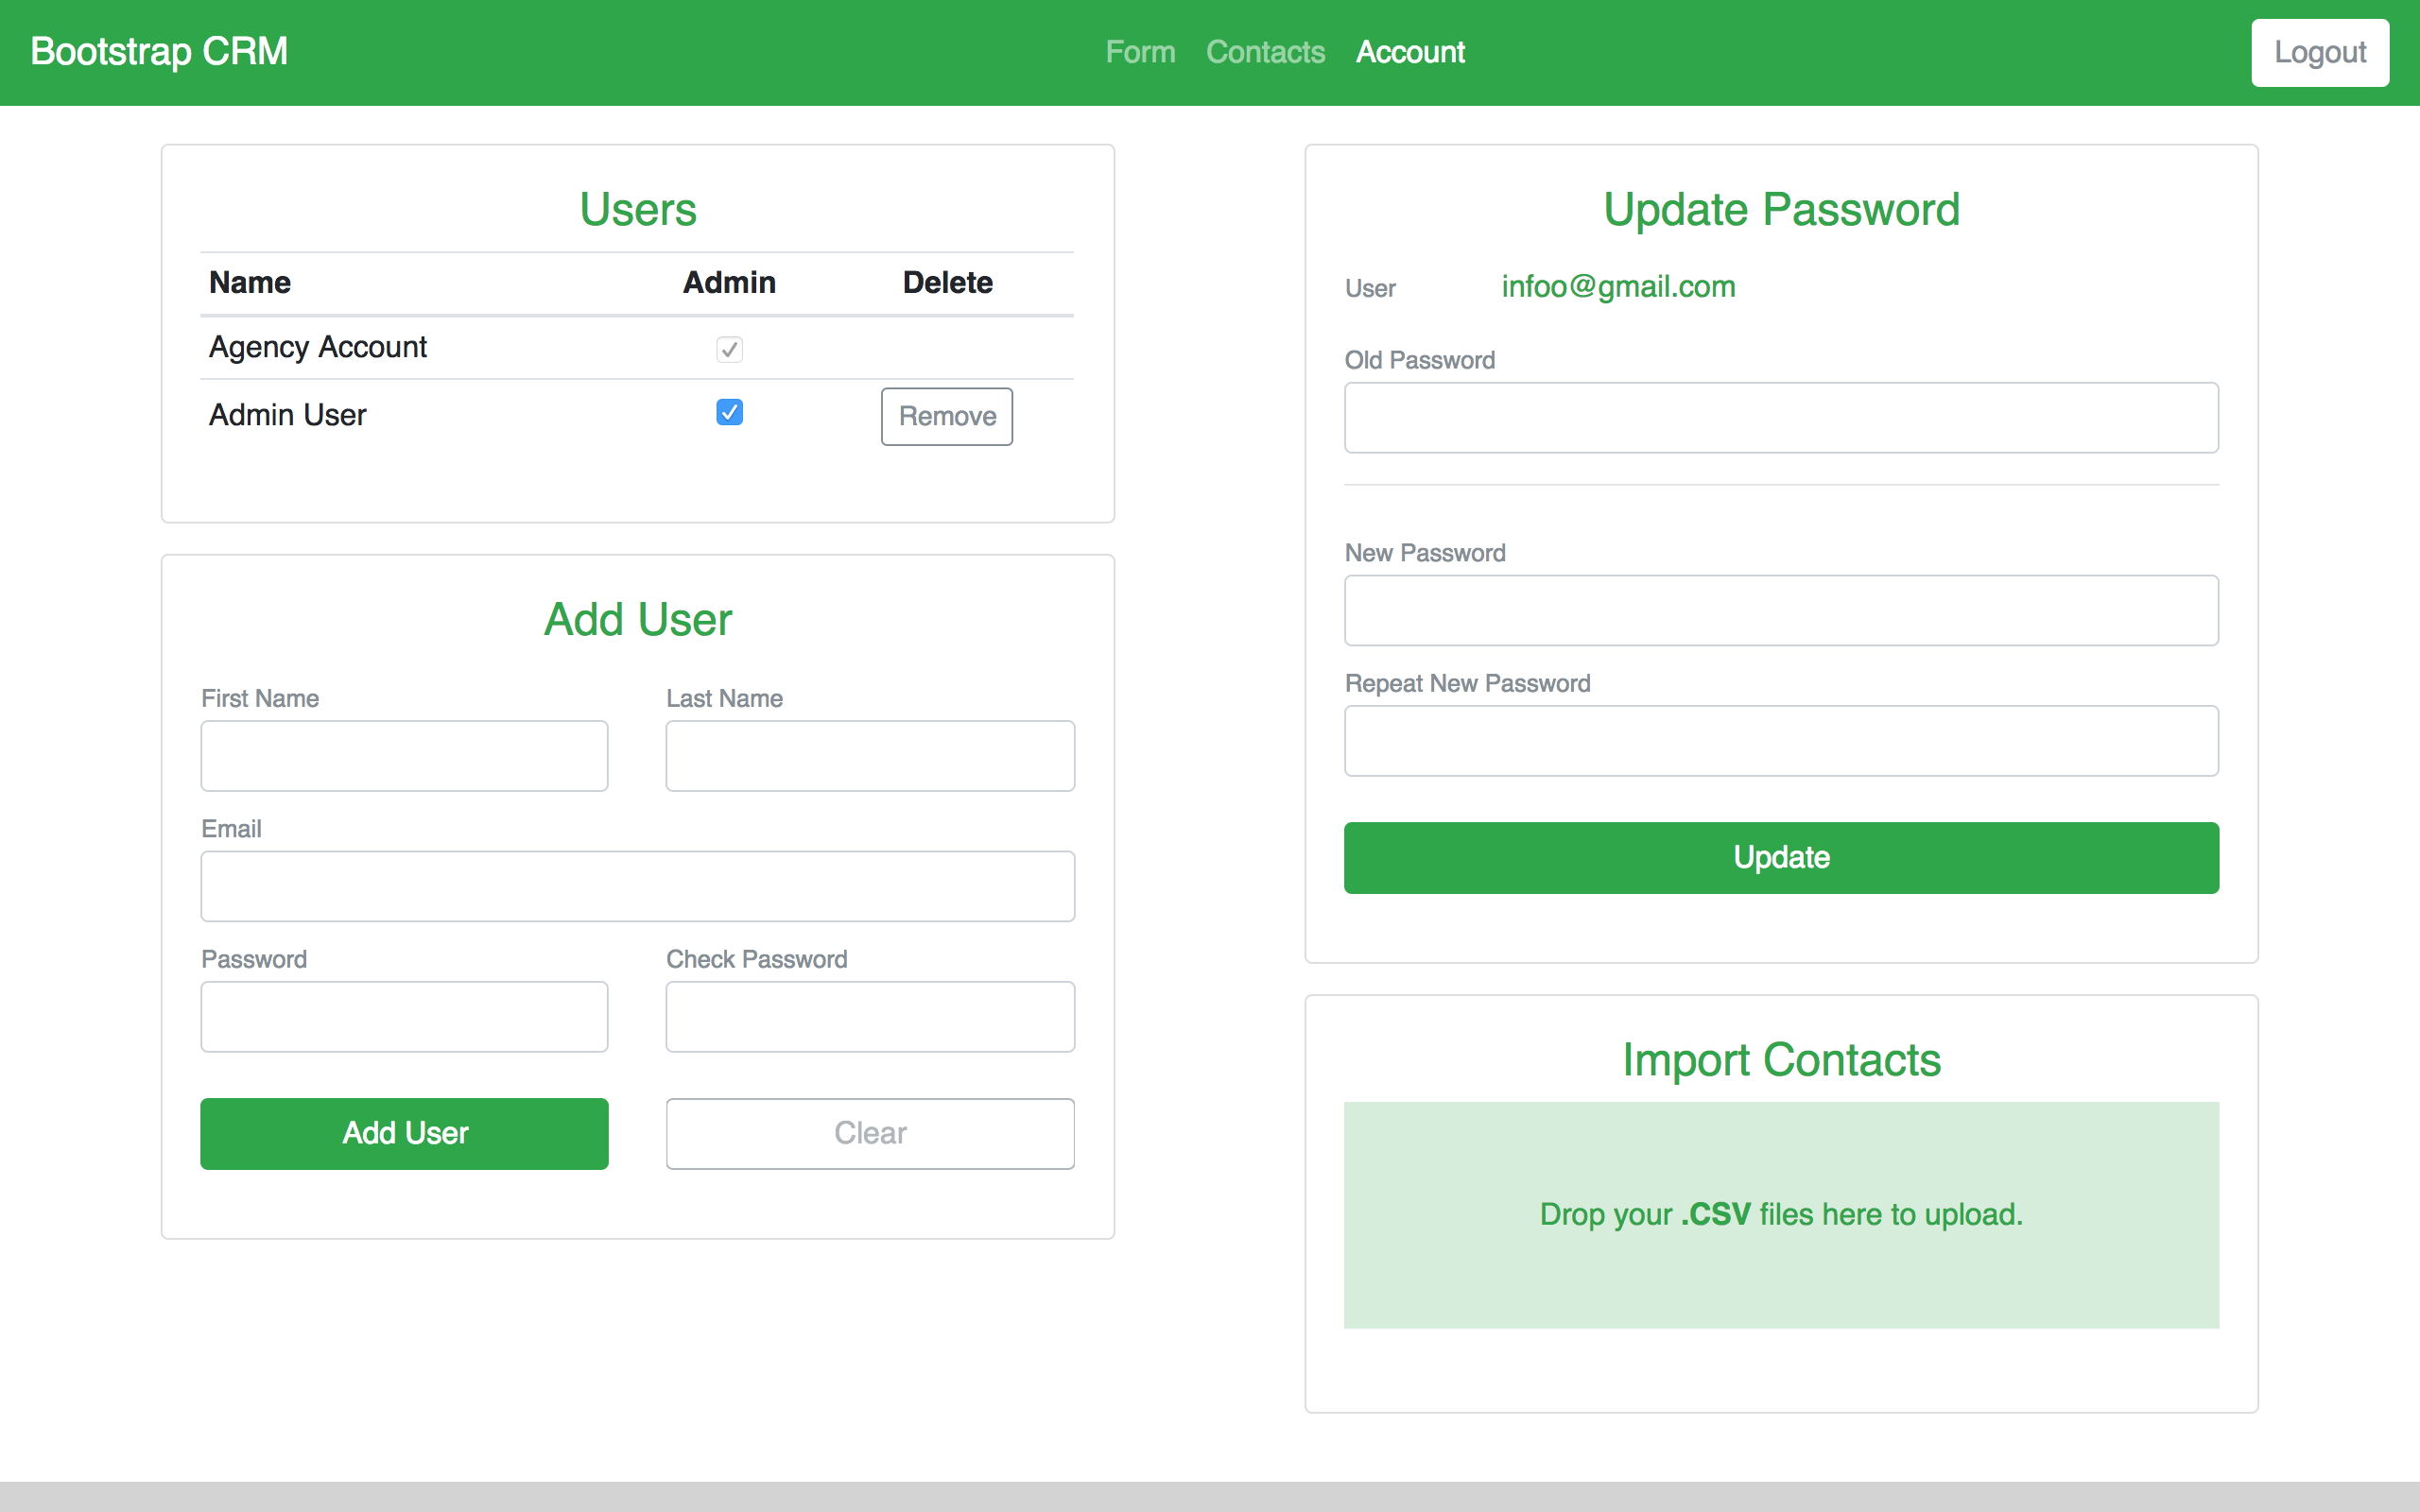 Bootstrap CRM
Form Contacts Account
Logout
Users
Name Admin Delete
Agency Account
Admin User Remove
Add User
First Name Last Name
Email
Password Check Password
Add User Clear
Update Password
User infoo@gmail.com
Old Password
New Password
Repeat New Password
Update
Import Contacts
Drop your .CSV files here to upload.